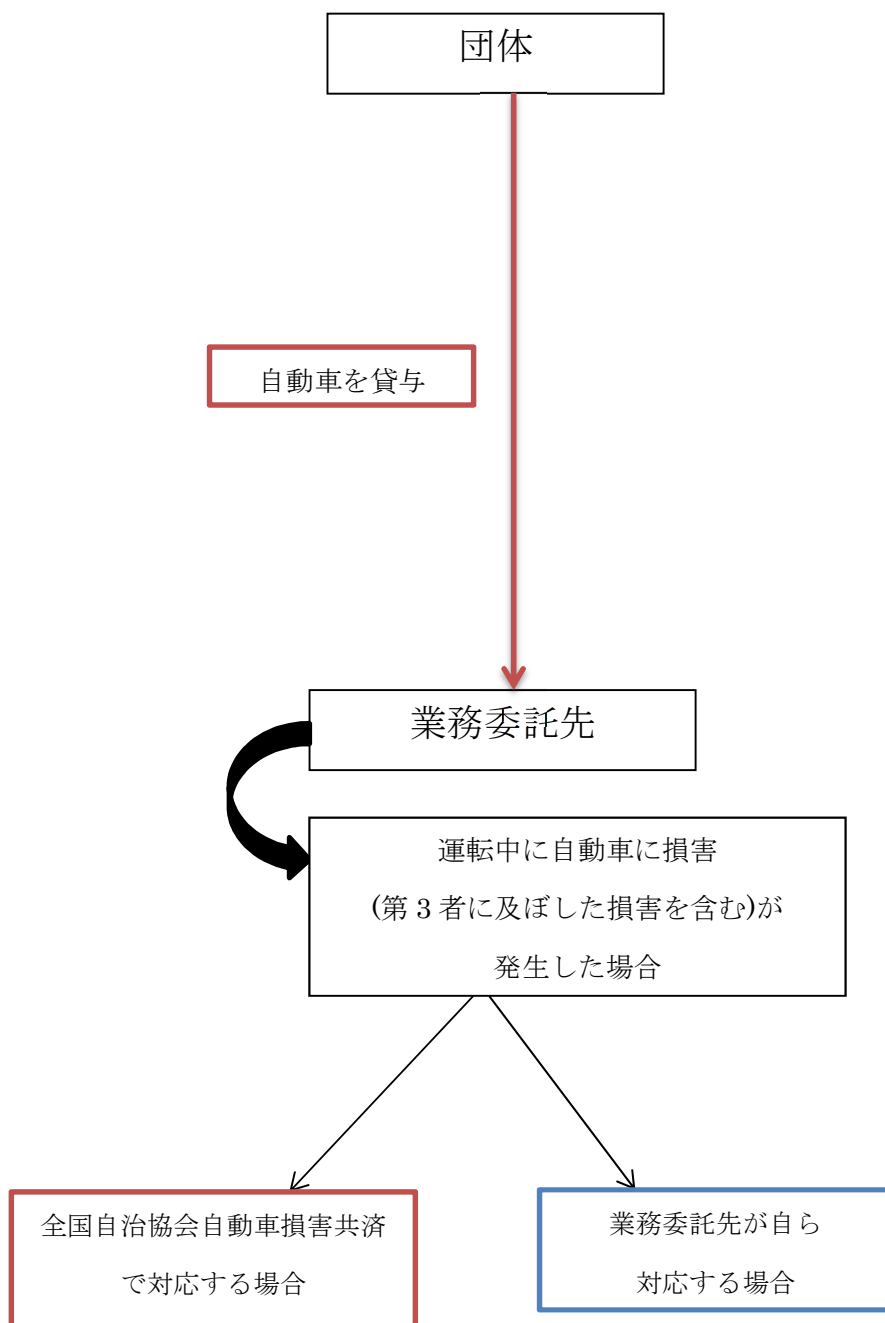 団体
自動車を貸与
業務委託先
運転中に自動車に損害
(第 3 者に及ぼした損害を含む)が
発生した場合
全国自治協会自動車損害共済
で対応する場合
業務委託先が自ら
対応する場合